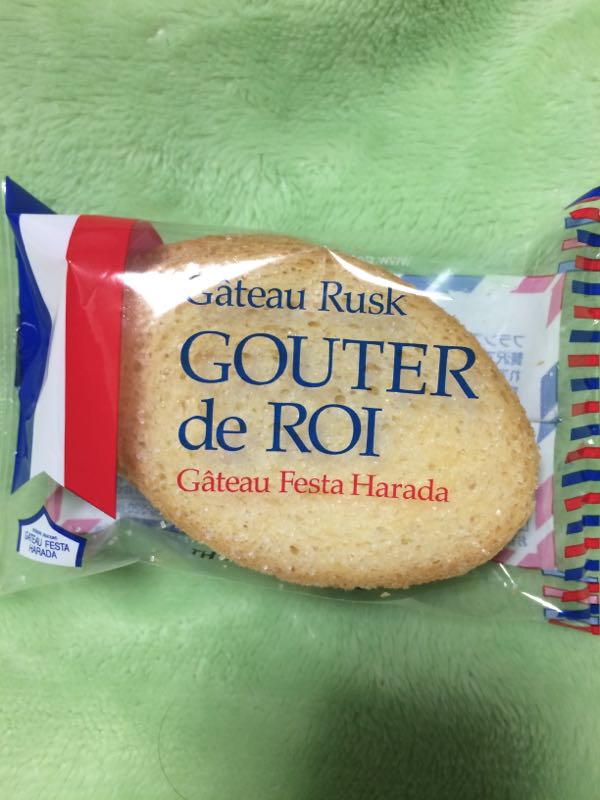 Gâteau Rusk
GOUTER
de ROI
Gâteau Festa Harada
GATEAU FESTA
HARADA